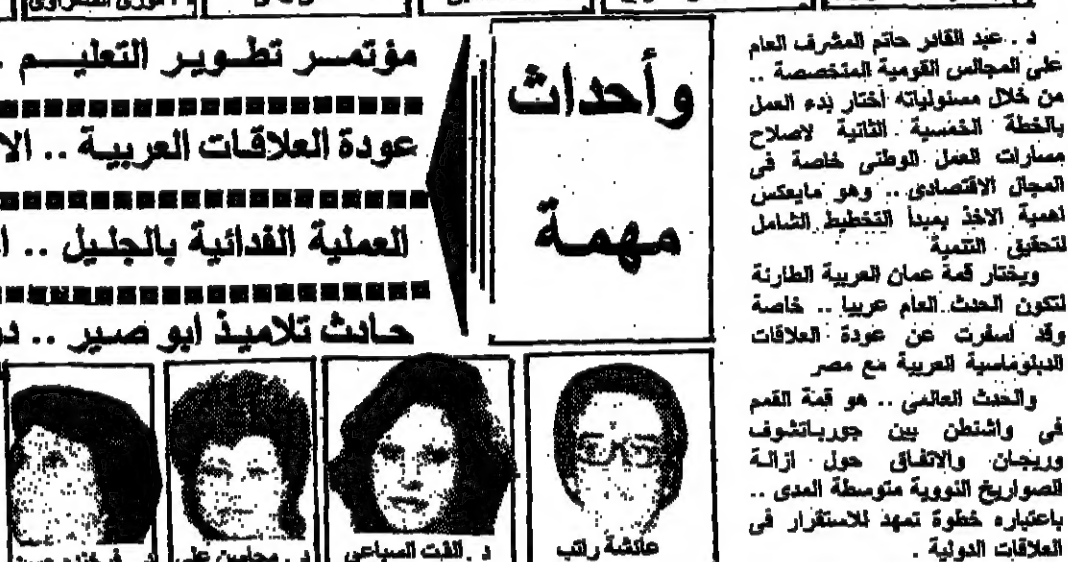 د . عبد القادر حاتم المشرف العام
على المجالس القومية المتخصصة ..
من خلال مسئولياته أختار بدء العمل
بالخطة الخمسية الثانية لاصلاح
مسارات العمل الوطنى خاصة فى
المجال الاقتصادى .. وهو مايعكس
اهمية الاخذ بمبدأ التخطيط الشامل
لتحقيق التنمية
ويختار قمة عمان العربية الطارئة
لتكون الحدث العام عربيا .. خاصة
وقد اسفرت عن عودة العلاقات
الدبلوماسية العربية مع مصر
والحدث العالمى .. هو قمة القمم
فى واشنطن بين جورباتشوف
وريجان والاتفاق حول ازالة
الصواريخ النووية متوسطة المدى ..
باعتباره خطوة تمهد للاستقرار فى
العلاقات الدولية .
وأحداث
مهمة
مؤتمسر تطوير التعليم .
عودة العلاقات العربية .. الا
العملية الفدائية بالجليل .. ا
حادث تلاميذ ابو صير .. دو
عائشة راتب
د . الفت السباعى
د . محاسن على